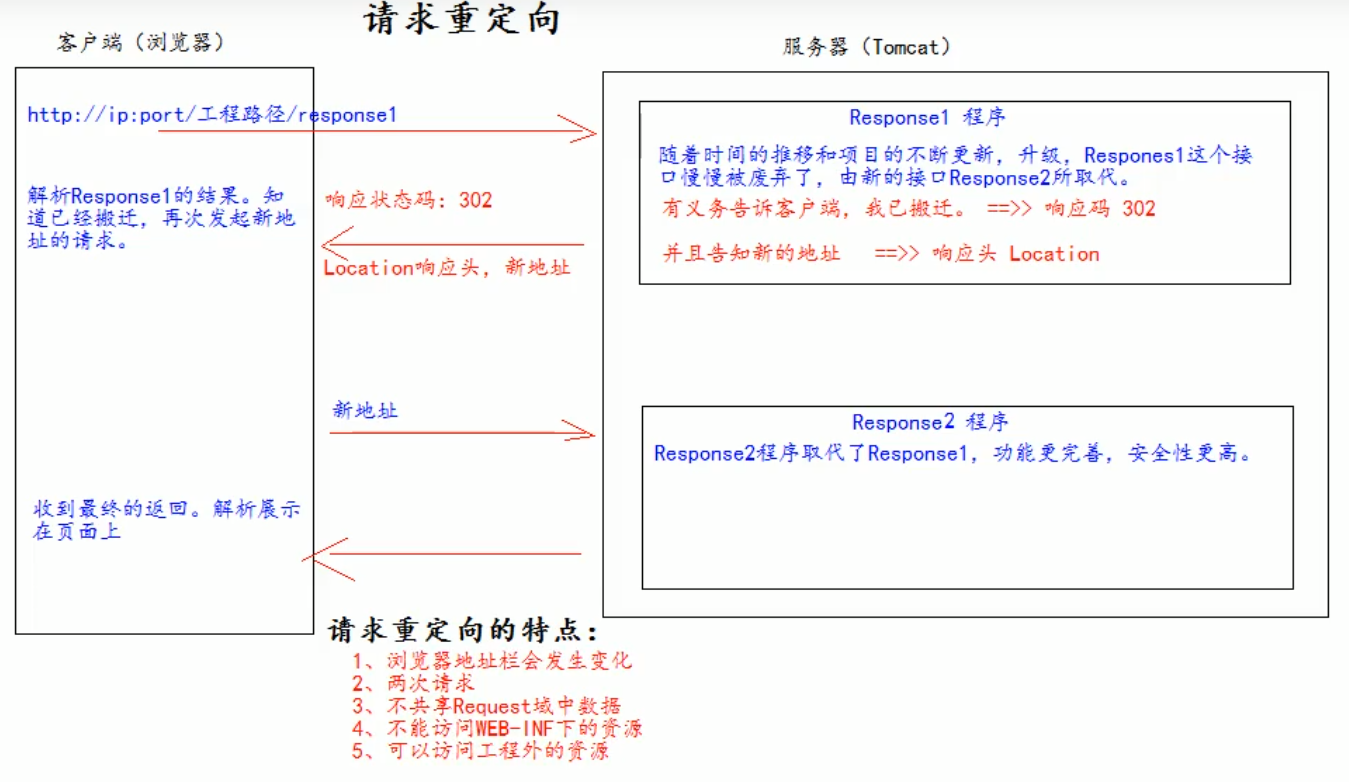 请求重定向
客户端（浏览器）
服务器（Tomcat）
http://ip:port/工程路径/response1
解析Response1的结果。知
道已经搬迁，再次发起新地
址的请求。
响应状态码：302
Location响应头，新地址
Response1 程序
随着时间的推移和项目的不断更新，升级，Respones1这个接
口慢慢被废弃了，由新的接口Response2所取代。
有义务告诉客户端，我已搬迁。 ==>> 响应码 302
并且告知新的地址 ==>> 响应头 Location
新地址
Response2 程序
Response2程序取代了Response1，功能更完善，安全性更高。
收到最终的返回。解析展示
在页面上
请求重定向的特点：
1、浏览器地址栏会发生变化
2、两次请求
3、不共享Request域中数据
4、不能访问WEB-INF下的资源
5、可以访问工程外的资源